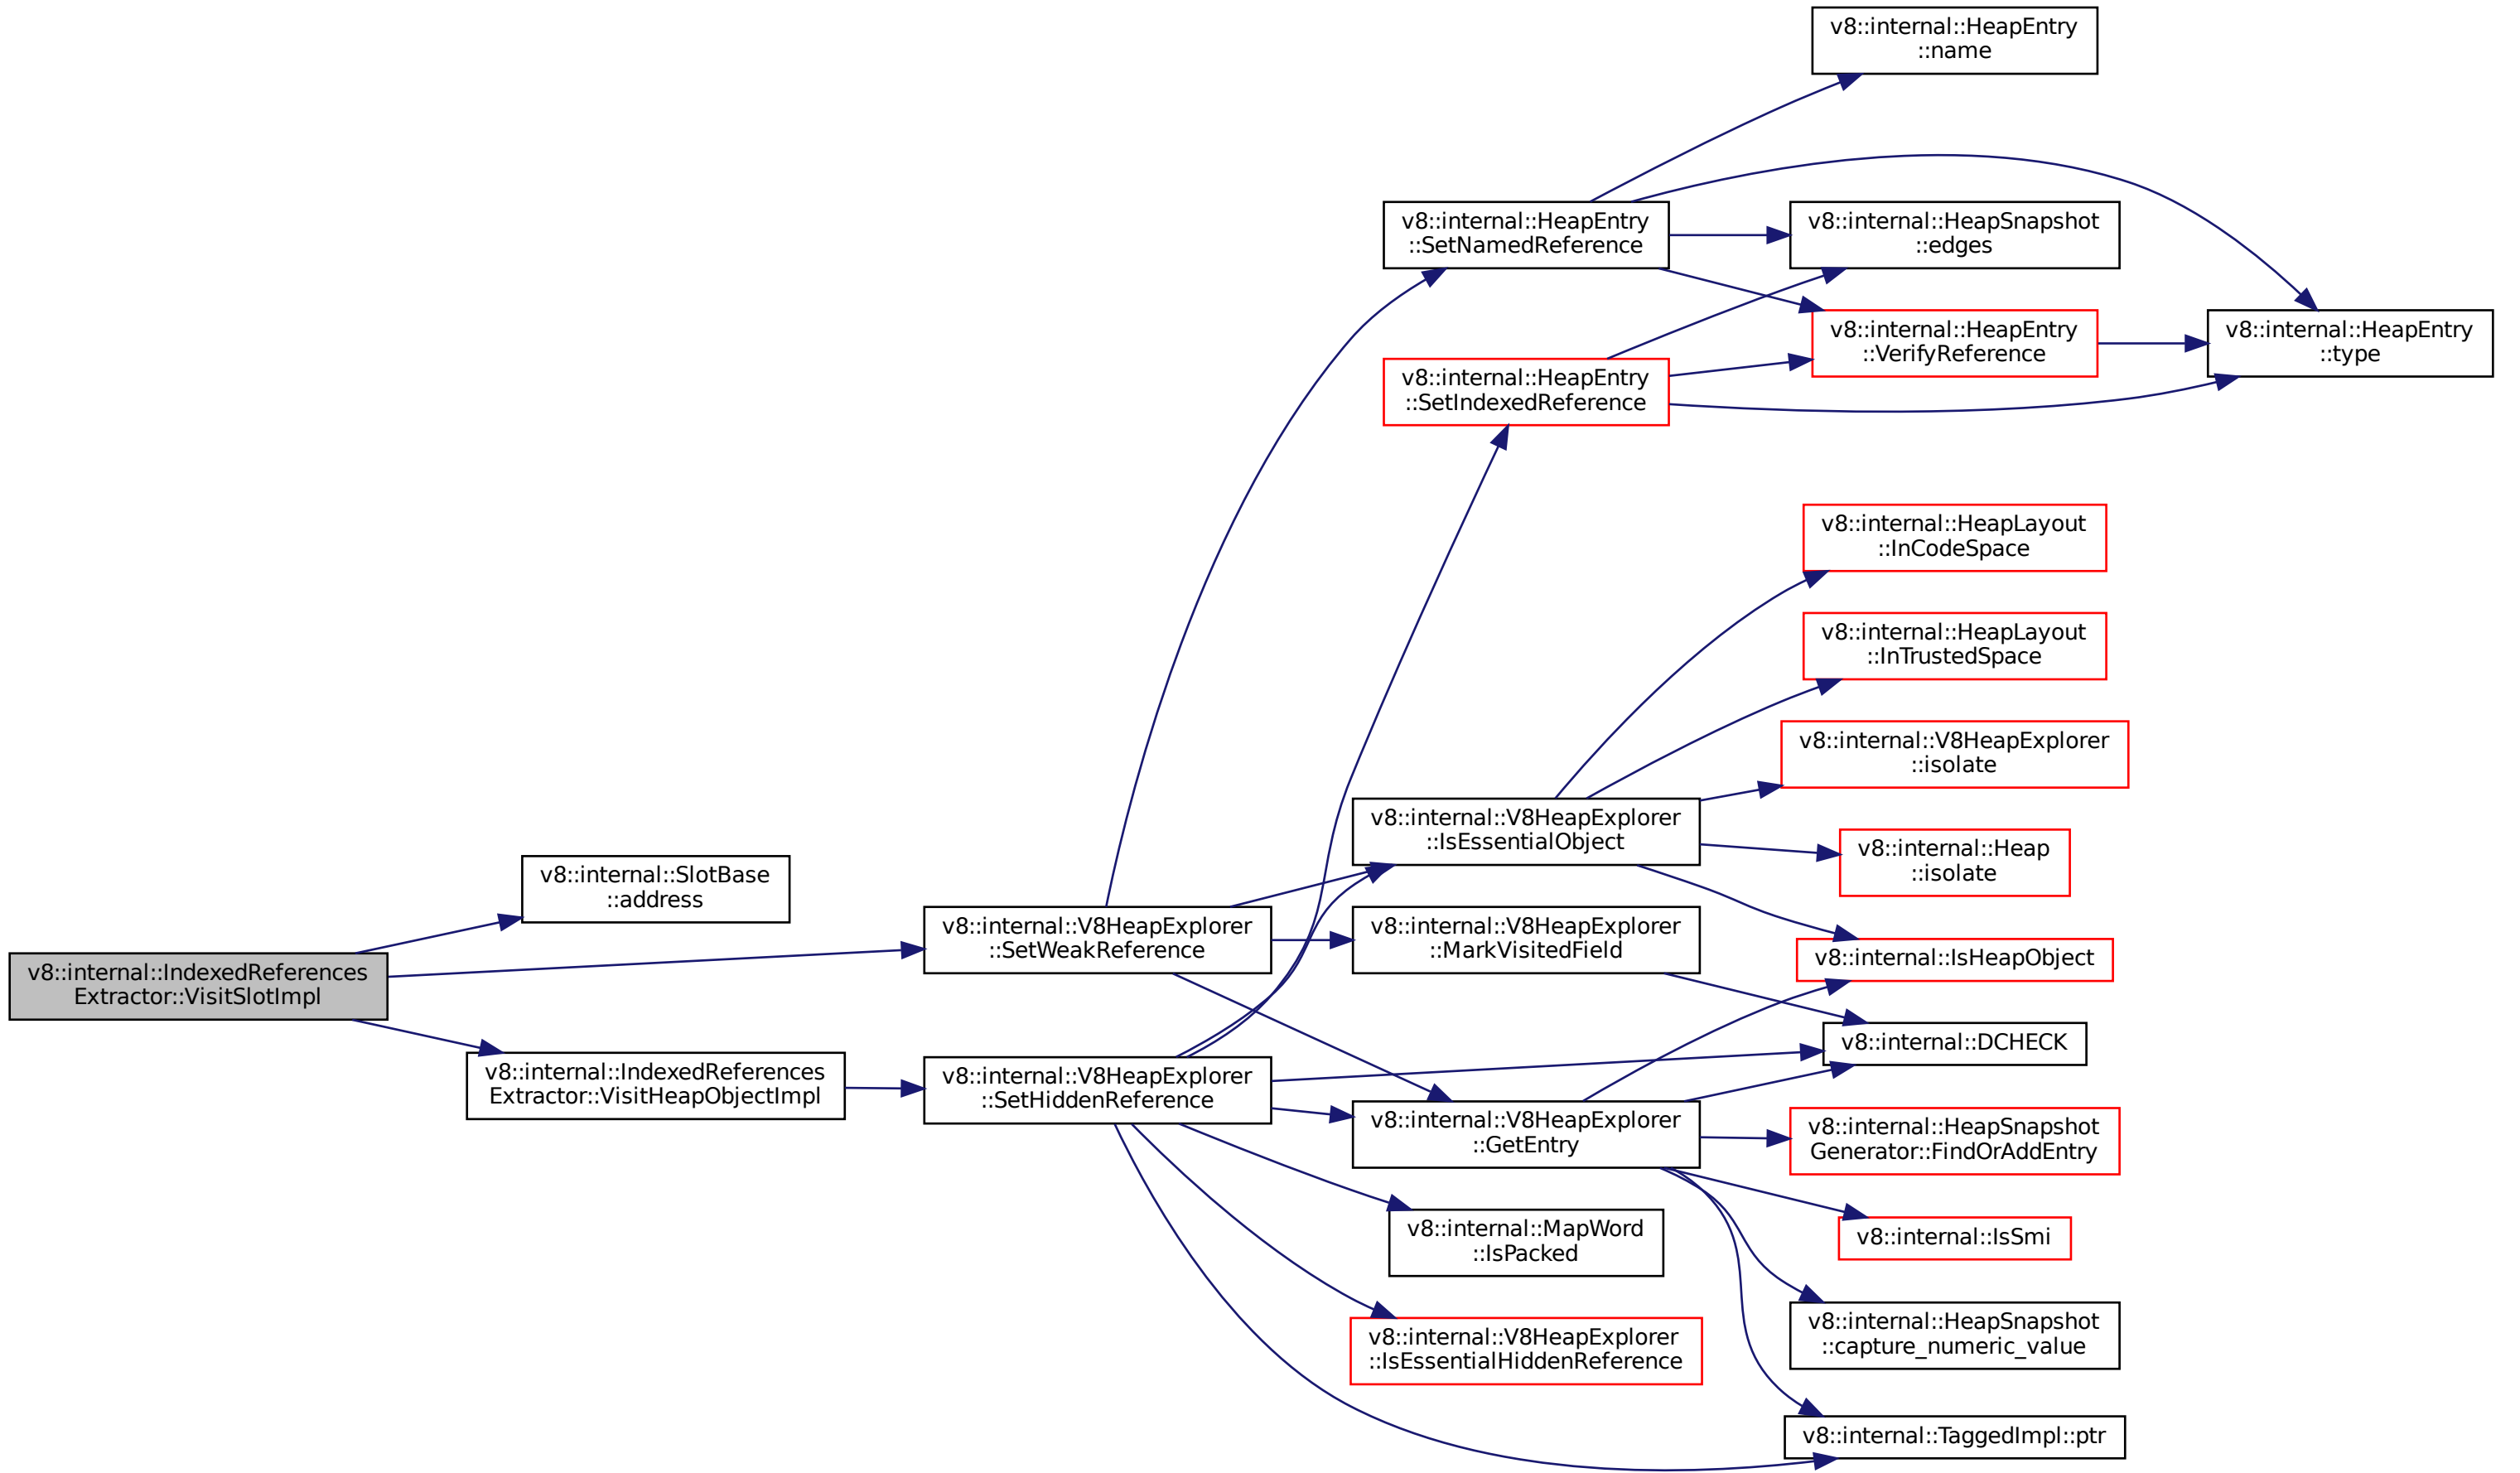 v8::internal::HeapEntry
::name
v8::internal::HeapEntry
::SetNamedReference
v8::internal::HeapSnapshot
::edges
v8::internal::HeapEntry
::VerifyReference
v8::internal::HeapEntry
::type
v8::internal::HeapEntry
::SetIndexedReference
v8::internal::HeapLayout
::InCodeSpace
v8::internal::HeapLayout
::InTrustedSpace
v8::internal::V8HeapExplorer
::isolate
v8::internal::V8HeapExplorer
::IsEssentialObject
v8::internal::Heap
::isolate
v8::internal::SlotBase
::address
v8::internal::V8HeapExplorer
::SetWeakReference
v8::internal::V8HeapExplorer
::MarkVisitedField
v8::internal::IsHeapObject
v8::internal::IndexedReferences
Extractor::VisitSlotImpl
v8::internal::DCHECK
v8::internal::IndexedReferences
Extractor::VisitHeapObjectImpl
v8::internal::V8HeapExplorer
::SetHiddenReference
v8::internal::V8HeapExplorer
::GetEntry
v8::internal::HeapSnapshot
Generator::FindOrAddEntry
v8::internal::MapWord
::IsPacked
v8::internal::IsSmi
v8::internal::HeapSnapshot
::capture_numeric_value
v8::internal::V8HeapExplorer
::IsEssentialHiddenReference
v8::internal::TaggedImpl::ptr